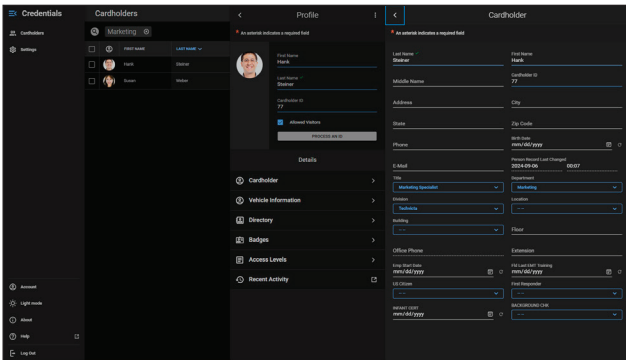 Credentials
Cardholders
Settings
Account
Light mode
About
Help
Log Out
Cardholders
Marketing
FIRST NAME LAST NAME
Hank Steiner
Susan Weber
Profile
* An asterisk indicates a required field
First Name
Hank
Last Name *
Steiner
Cardholder ID
77
Allowed Visitors
PROCESS AN ID
Details
Cardholder
Vehicle Information
Directory
Badges
Access Levels
Recent Activity
Cardholder
* An asterisk indicates a required field
Last Name * First Name
Steiner Hank
Middle Name
Cardholder ID
77
Address City
State Zip Code
Phone
Birth Date
mm/dd/yyyy
E-Mail
Person Record Last Changed
2024-09-06 00:07
Title Department
Marketing Specialist Marketing
Division Location
Technicta --
Building
--
Floor
Office Phone Extension
Emp Start Date Fld Last EMT Training
mm/dd/yyyy mm/dd/yyyy
US Citizen First Responder
-- --
INFANT CERT BACKGROUND CHK
mm/dd/yyyy --